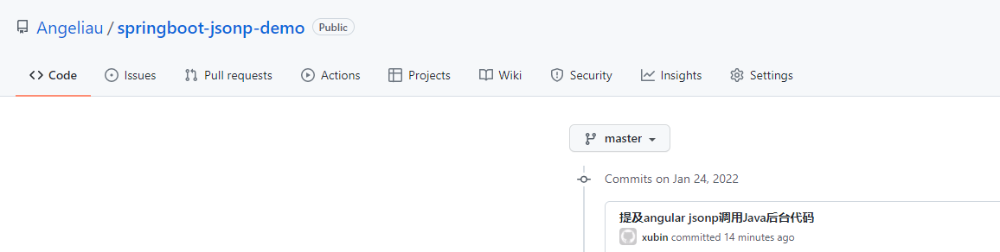 Angeliau / springboot-jsonp-demo Public
Code Issues Pull requests Actions Projects Wiki Security Insights Settings
master
Commits on Jan 24, 2022
提及angular jsonp调用Java后台代码
xubin committed 14 minutes ago